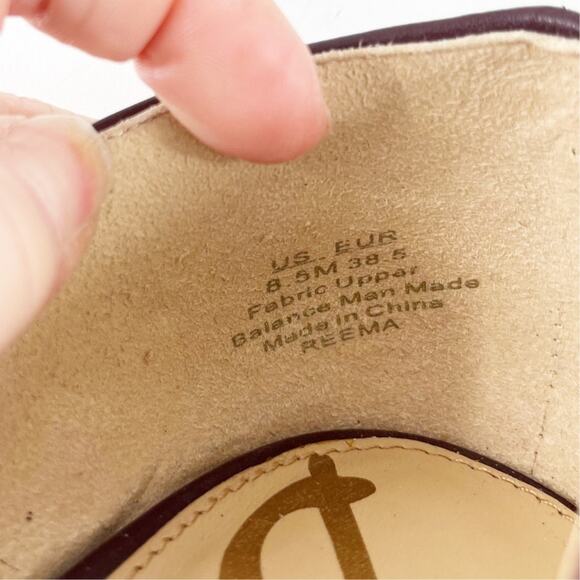 US. EUR
8.5M 38.5
Fabric Upper
Balance Man Made
Made in China
REEMA